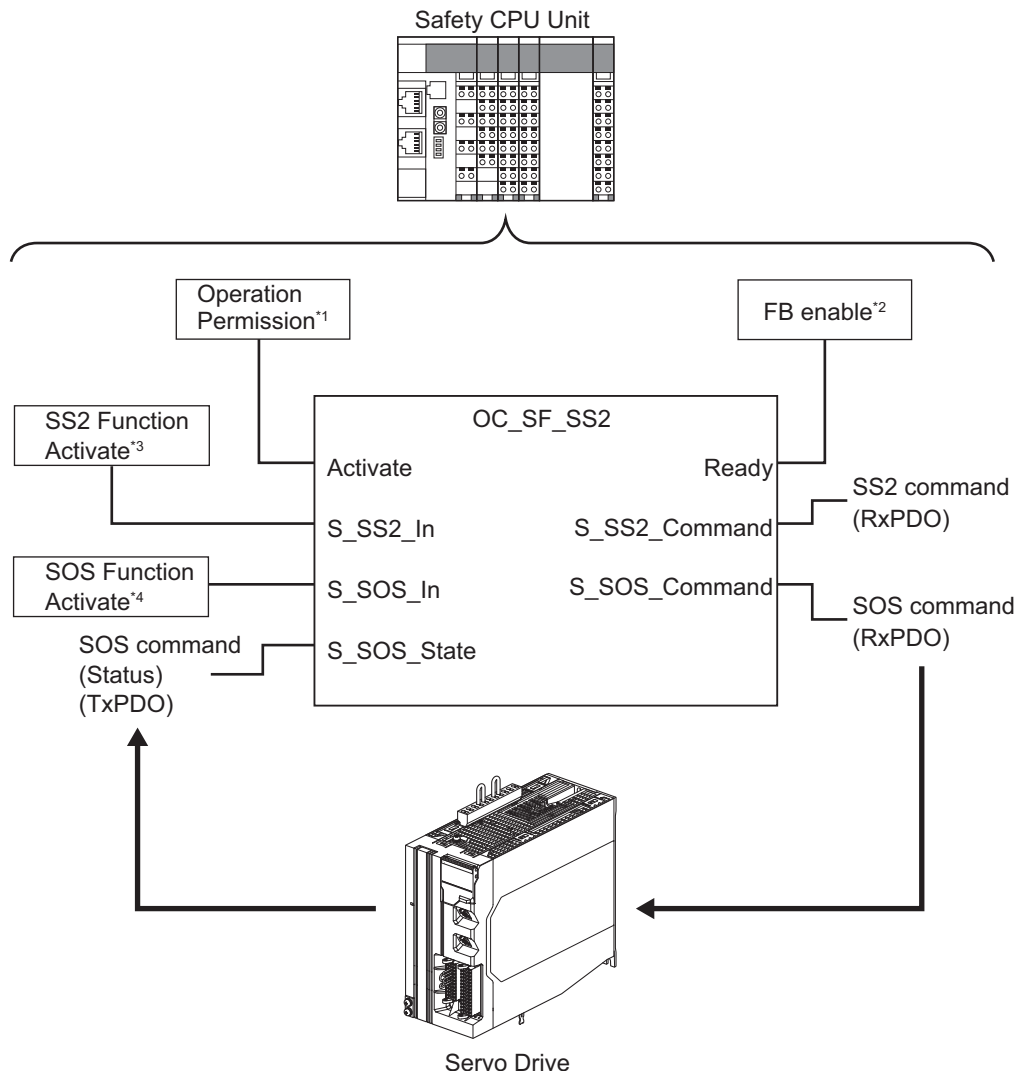 Safety CPU Unit
Operation
Permission*1
FB enable*2
SS2 Function
Activate*3
OC_SF_SS2
Activate
Ready
SS2 command
(RxPDO)
S_SS2_In
S_SS2_Command
SOS Function
Activate*4
S_SOS_In
S_SOS_Command
SOS command
(RxPDO)
SOS command
(Status)
(TxPDO)
S_SOS_State
Servo Drive